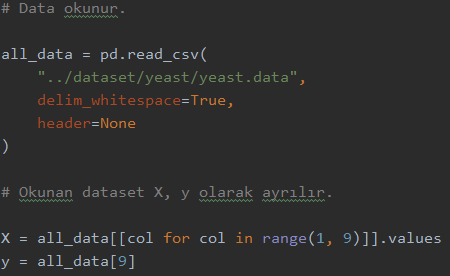 # Data okunur.
all_data = pd.read_csv(
"../dataset/yeast/yeast.data",
delim_whitespace=True,
header=None
)
# Okunan dataset X, y olarak ayrılır.
X = all_data[[col for col in range(1, 9)]].values
y = all_data[9]